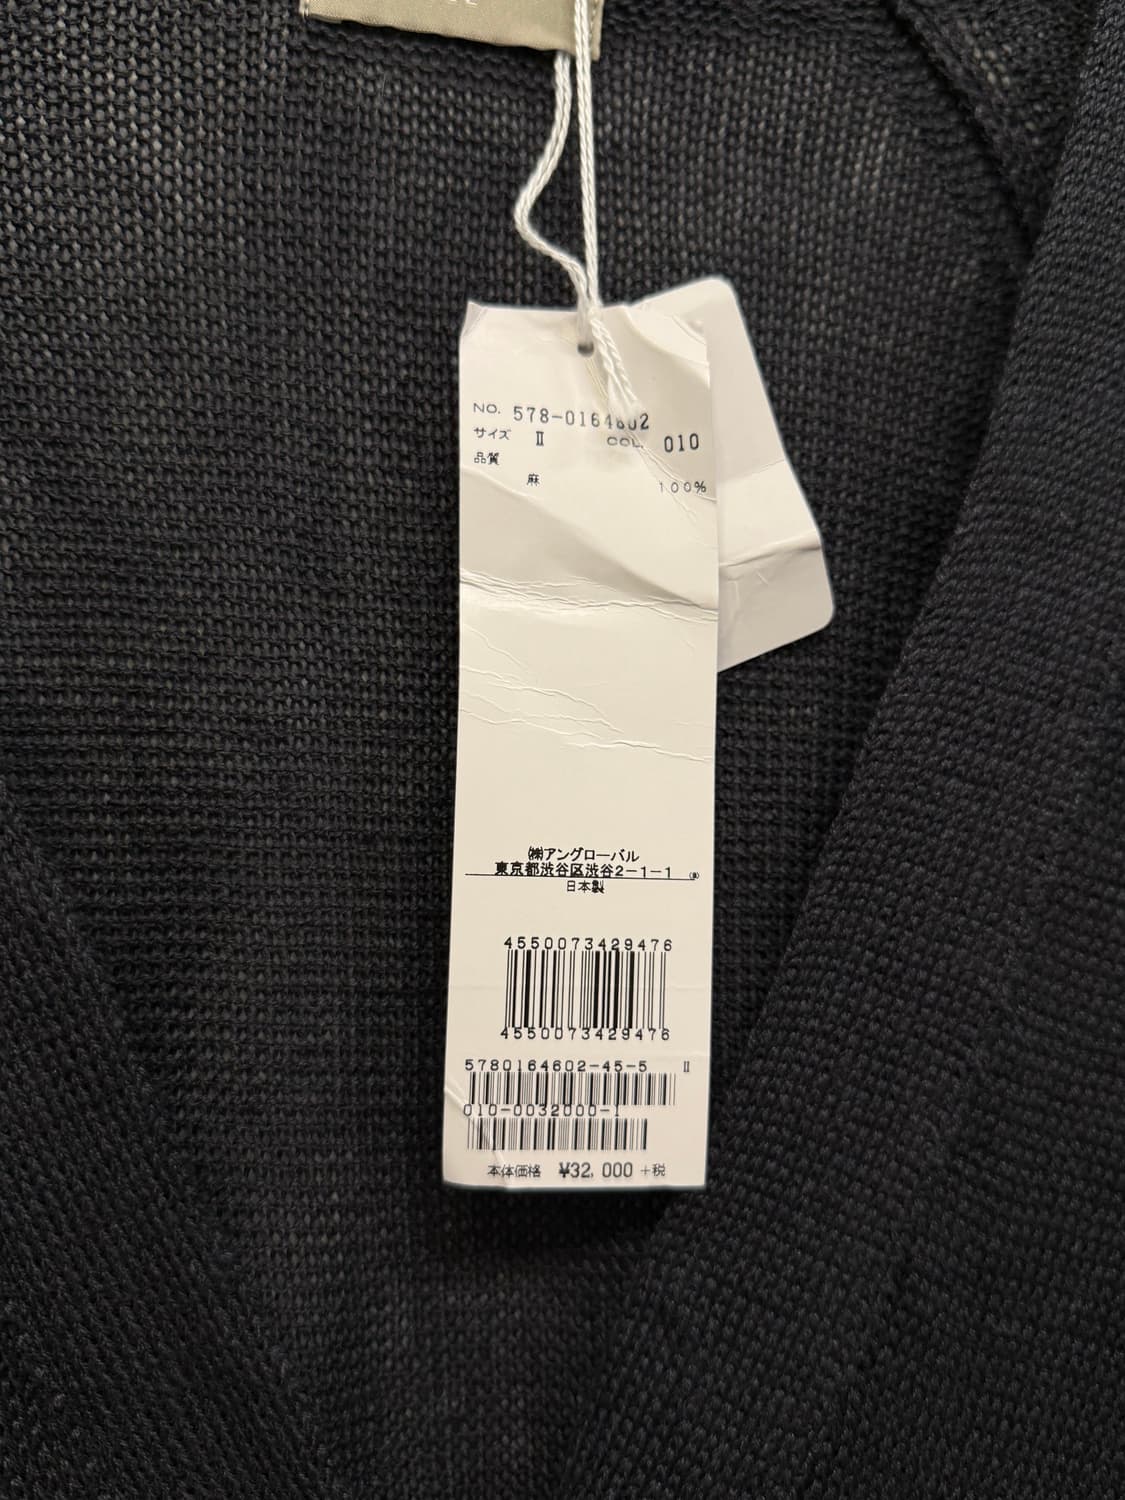 NO. 578-0164602
サイズ Ⅱ COL. 010
品質
麻 100%
㈱アングローバル
東京都渋谷区渋谷2-1-1
日本製
4550073429476
4550073429476
5780164602-45-5 Ⅱ
010-0032000-1
本体価格 ¥32,000+税